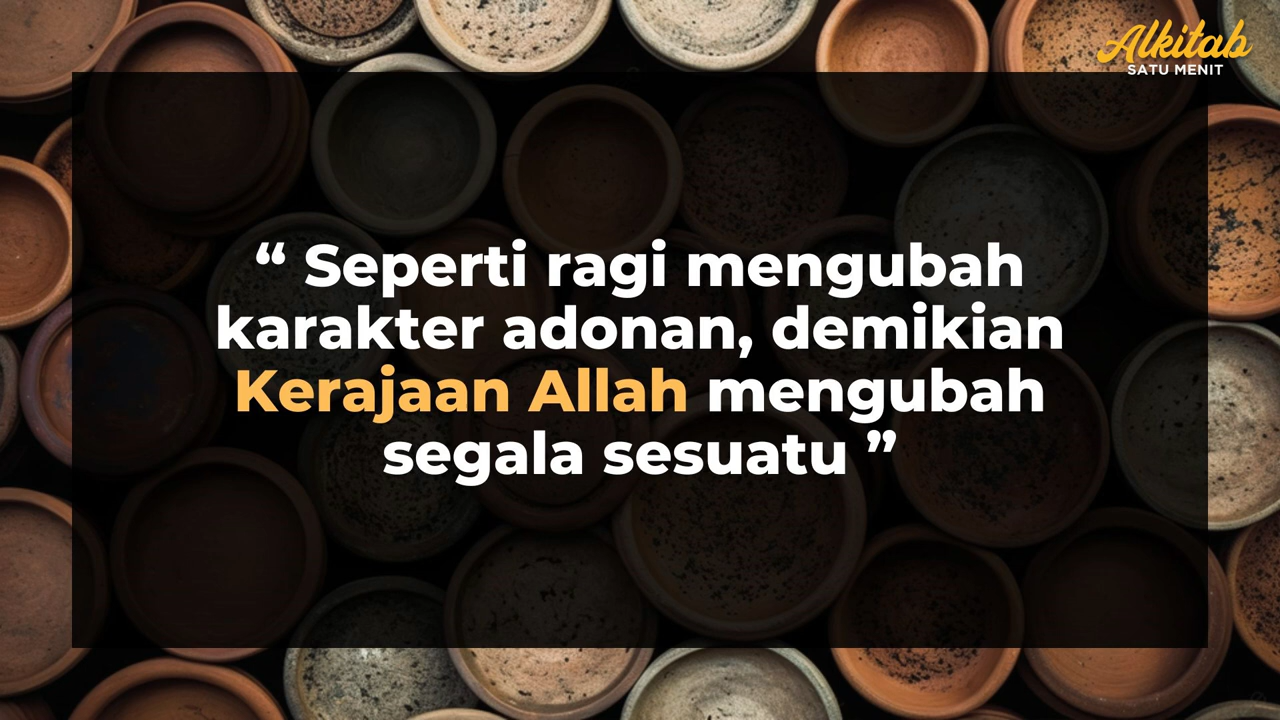 Alkitab
SATU MENIT
“ Seperti ragi mengubah
karakter adonan, demikian
Kerajaan Allah mengubah
segala sesuatu ”